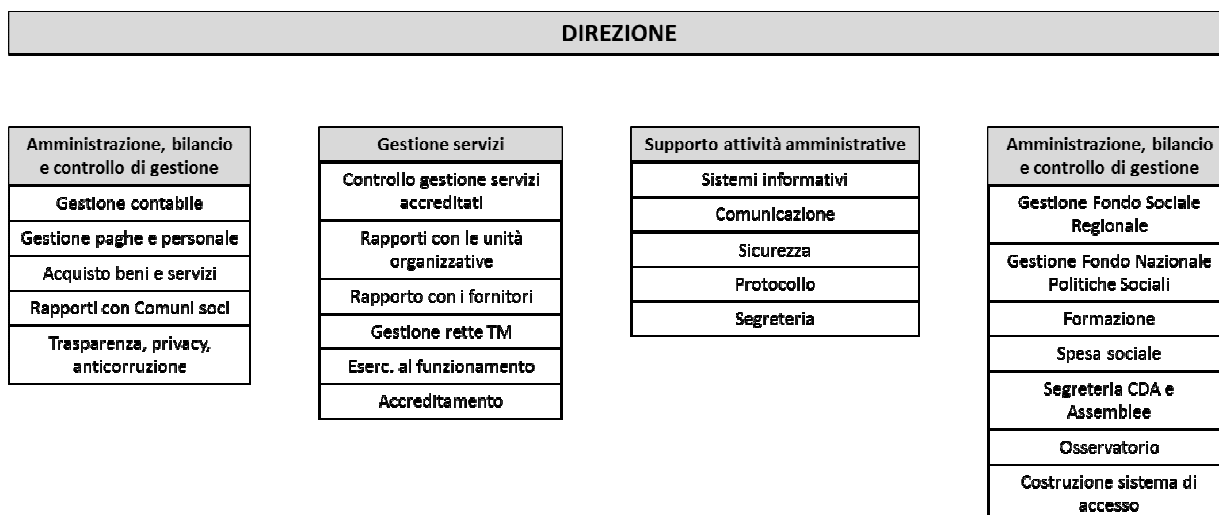 DIREZIONE
Amministrazione, bilancio
e controllo di gestione
Gestione contabile
Gestione paghe e personale
Acquisto beni e servizi
Rapporti con Comuni soci
Trasparenza, privacy,
anticorruzione
Gestione servizi
Controllo gestione servizi
accreditati
Rapporti con le unità
organizzative
Rapporto con i fornitori
Gestione rette TM
Eserc. al funzionamento
Accreditamento
Supporto attività amministrative
Sistemi informativi
Comunicazione
Sicurezza
Protocollo
Segreteria
Amministrazione, bilancio
e controllo di gestione
Gestione Fondo Sociale
Regionale
Gestione Fondo Nazionale
Politiche Sociali
Formazione
Spesa sociale
Segreteria CDA e
Assemblee
Osservatorio
Costruzione sistema di
accesso